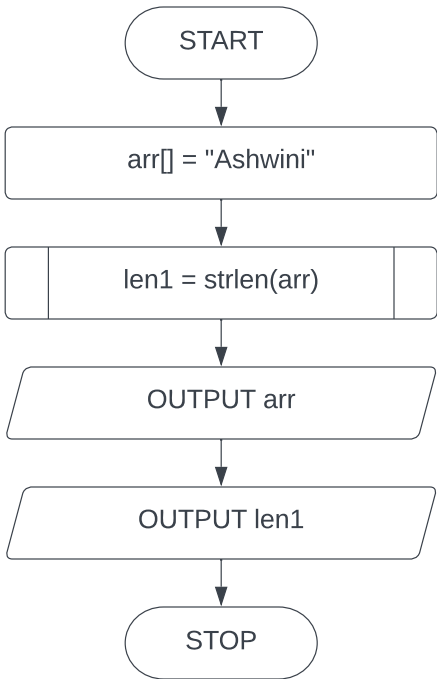 START
arr[] = "Ashwini"
len1 = strlen(arr)
OUTPUT arr
OUTPUT len1
STOP